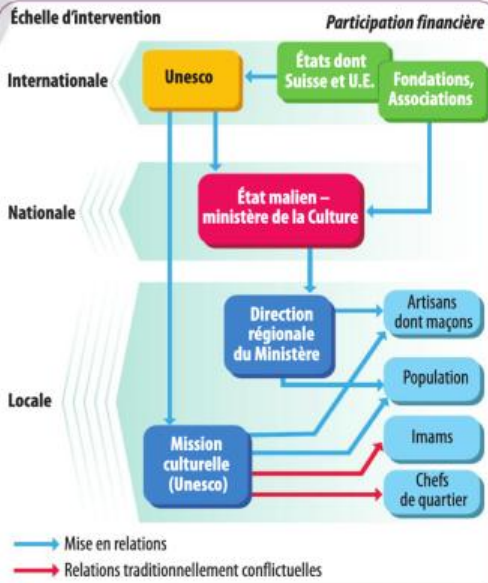 Échelle d'intervention
Participation financière
Internationale
Unesco
États dont
Suisse et U.E.
Fondations,
Associations
Nationale
État malien –
ministère de la Culture
Locale
Direction
régionale
du Ministère
Artisans
dont maçons
Population
Mission
culturelle
(Unesco)
Imams
Chefs
de quartier
Mise en relations
Relations traditionnellement conflictuelles